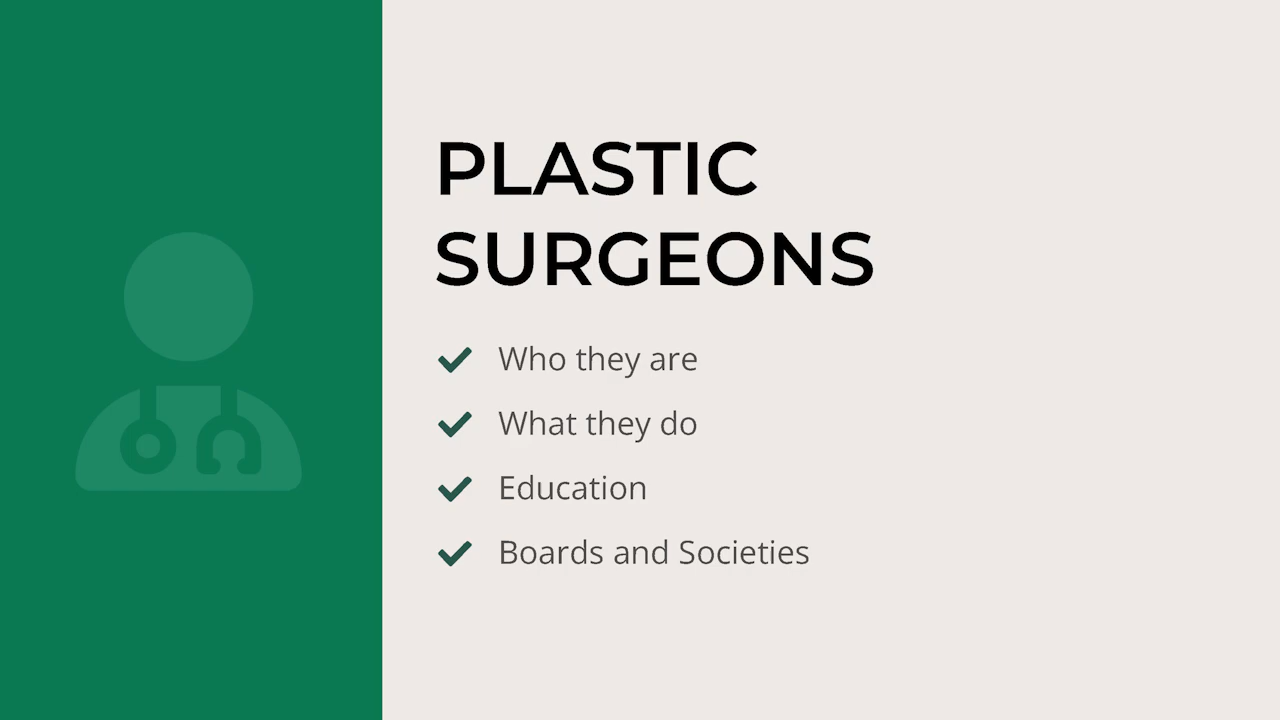 PLASTIC
SURGEONS
Who they are
What they do
Education
Boards and Societies